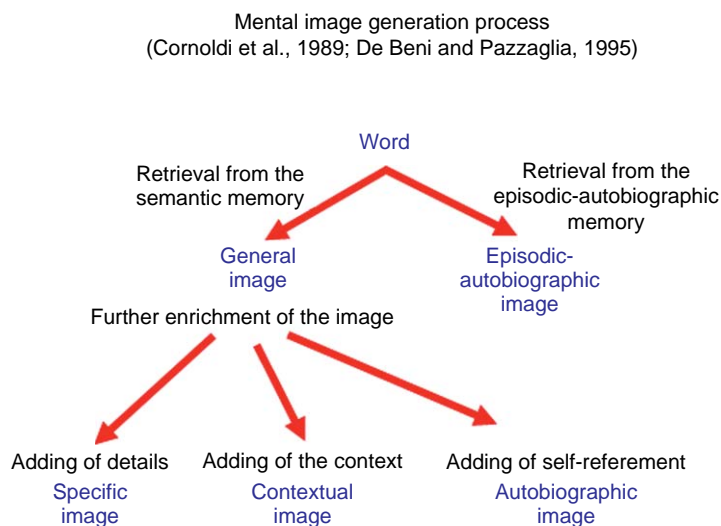 Mental image generation process
(Cornoldi et al., 1989; De Beni and Pazzaglia, 1995)
Word
Retrieval from the
semantic memory
Retrieval from the
episodic-autobiographic
memory
General
image
Episodic-
autobiographic
image
Further enrichment of the image
Adding of details
Specific
image
Adding of the context
Contextual
image
Adding of self-referement
Autobiographic
image